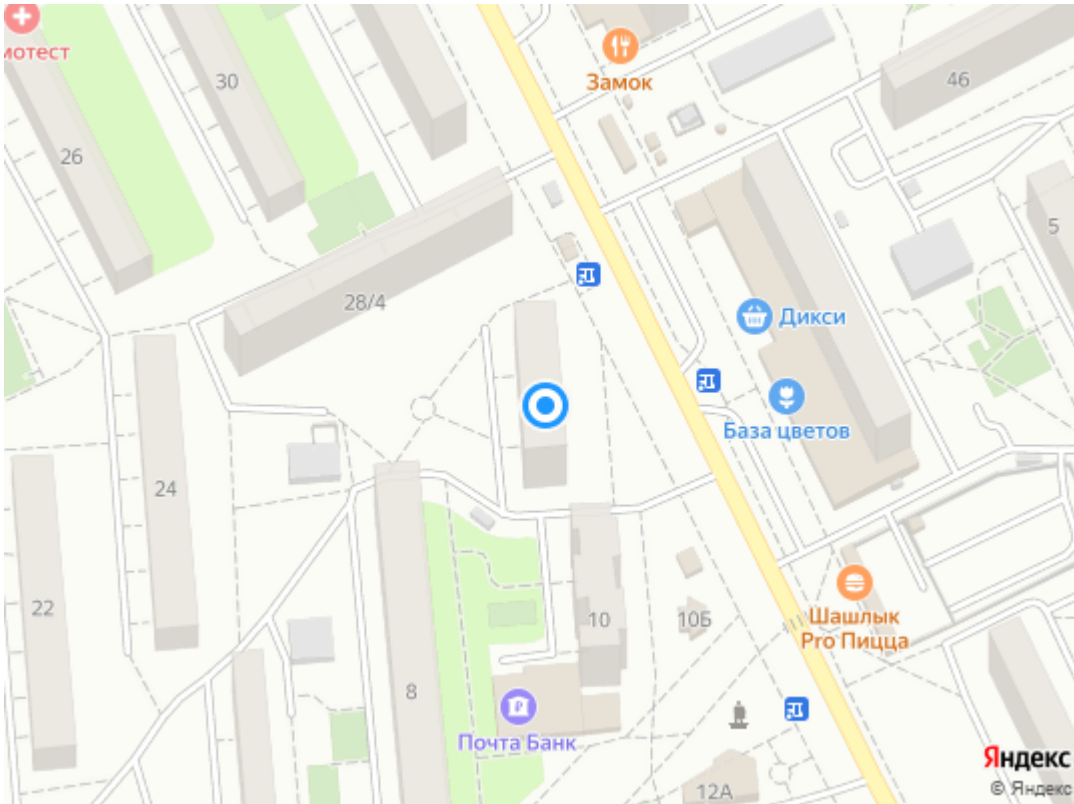 мотест
30
Замок
46
26
5
28/4
Дикси
База цветов
24
22
10
10Б
Шашлык
Pro Пицца
8
Почта Банк
12А
Яндекс
© Яндекс